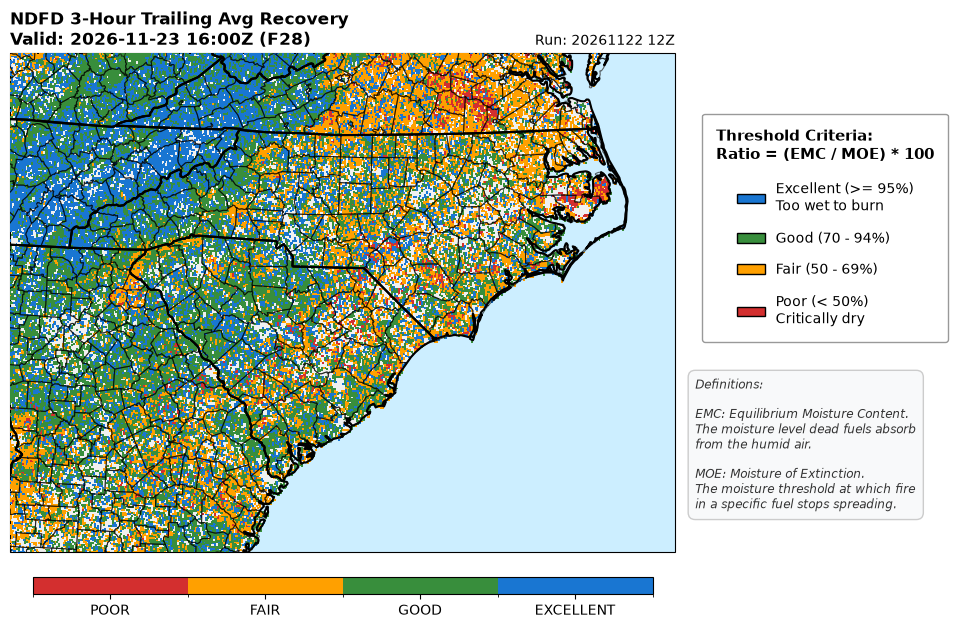 NDFD 3-Hour Trailing Avg Recovery
Valid: 2026-11-23 16:00Z (F28)
Run: 20261122 12Z
Threshold Criteria:
Ratio = (EMC / MOE) * 100
Excellent (>= 95%)
Too wet to burn
Good (70 - 94%)
Fair (50 - 69%)
Poor (< 50%)
Critically dry
Definitions:
EMC: Equilibrium Moisture Content.
The moisture level dead fuels absorb
from the humid air.
MOE: Moisture of Extinction.
The moisture threshold at which fire
in a specific fuel stops spreading.
POOR
FAIR
GOOD
EXCELLENT